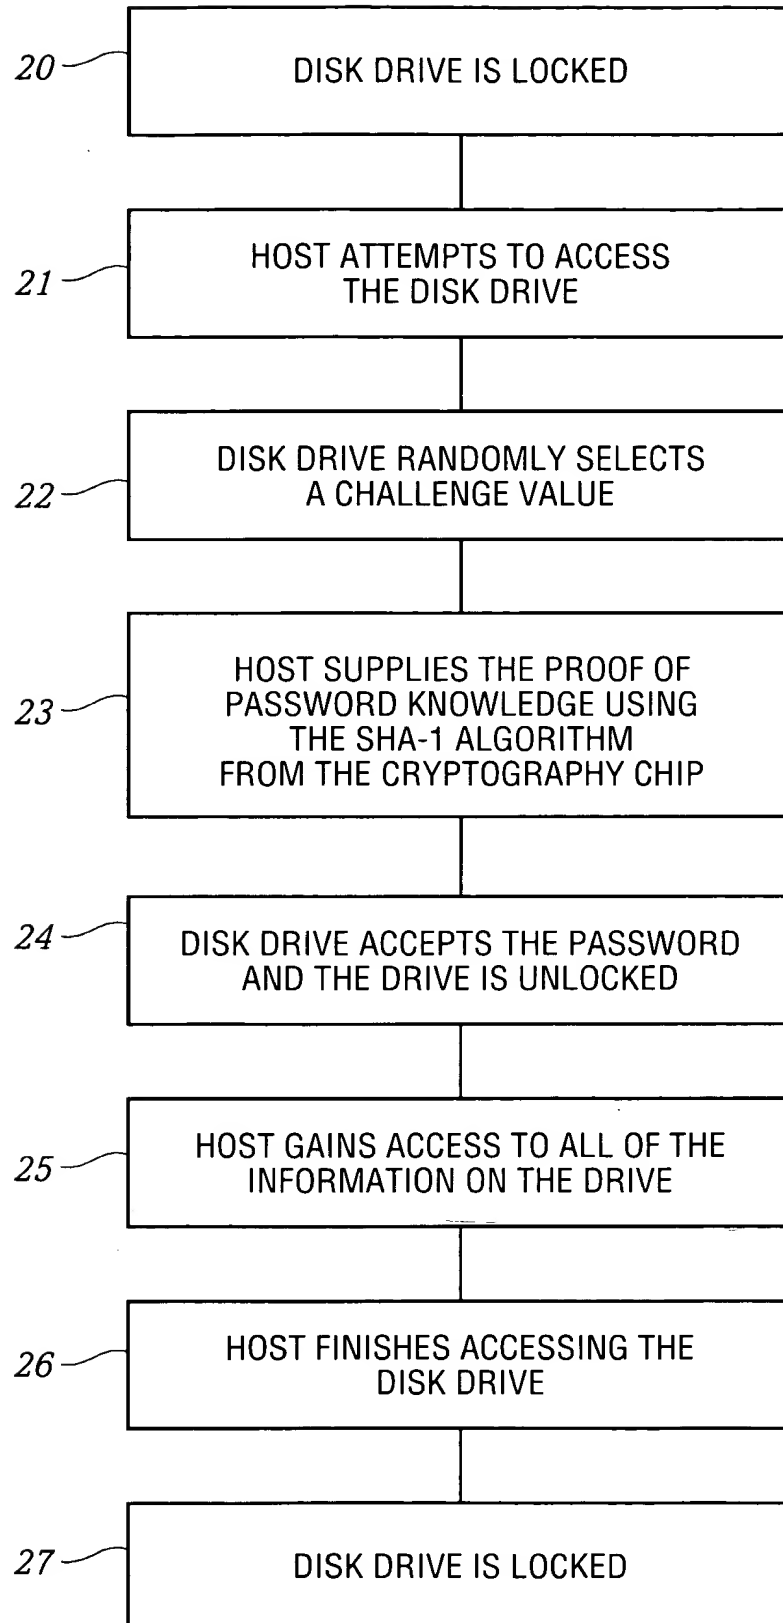 20
DISK DRIVE IS LOCKED
21
HOST ATTEMPTS TO ACCESS
THE DISK DRIVE
22
DISK DRIVE RANDOMLY SELECTS
A CHALLENGE VALUE
23
HOST SUPPLIES THE PROOF OF
PASSWORD KNOWLEDGE USING
THE SHA-1 ALGORITHM
FROM THE CRYPTOGRAPHY CHIP
24
DISK DRIVE ACCEPTS THE PASSWORD
AND THE DRIVE IS UNLOCKED
25
HOST GAINS ACCESS TO ALL OF THE
INFORMATION ON THE DRIVE
26
HOST FINISHES ACCESSING THE
DISK DRIVE
27
DISK DRIVE IS LOCKED